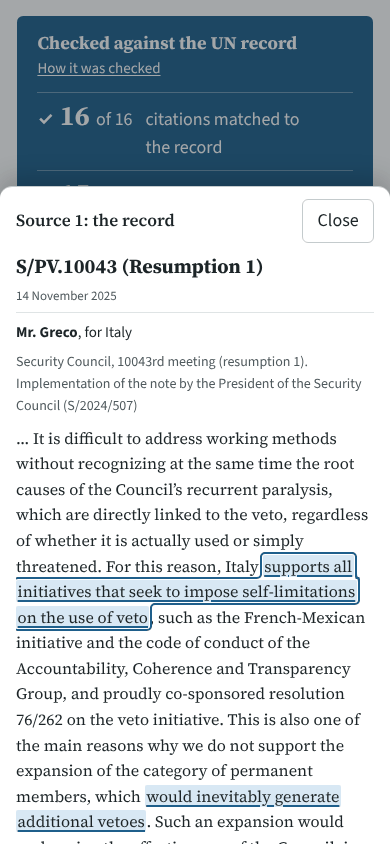 Checked against the UN record
How it was checked
✓ 16 of 16 citations matched to
the record
Source 1: the record
Close
S/PV.10043 (Resumption 1)
14 November 2025
Mr. Greco, for Italy
Security Council, 10043rd meeting (resumption 1).
Implementation of the note by the President of the Security
Council (S/2024/507)
... It is difficult to address working methods
without recognizing at the same time the root
causes of the Council’s recurrent paralysis,
which are directly linked to the veto, regardless
of whether it is actually used or simply
threatened. For this reason, Italy supports all
initiatives that seek to impose self-limitations
on the use of veto, such as the French-Mexican
initiative and the code of conduct of the
Accountability, Coherence and Transparency
Group, and proudly co-sponsored resolution
76/262 on the veto initiative. This is also one of
the main reasons why we do not support the
expansion of the category of permanent
members, which would inevitably generate
additional vetoes. Such an expansion would